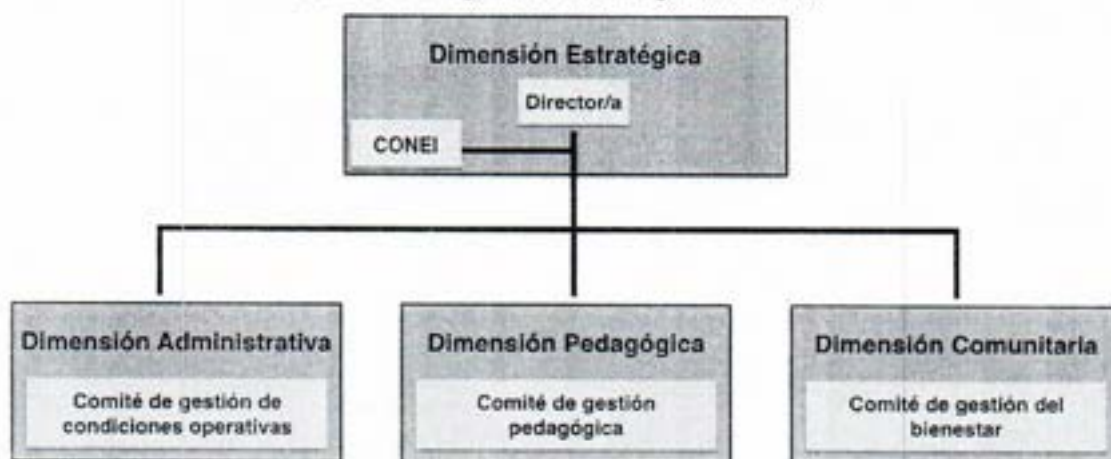 Dimensión Estratégica
Director/a
CONEI
Dimensión Administrativa
Comité de gestión de
condiciones operativas
Dimensión Pedagógica
Comité de gestión
pedagógica
Dimensión Comunitaria
Comité de gestión del
bienestar